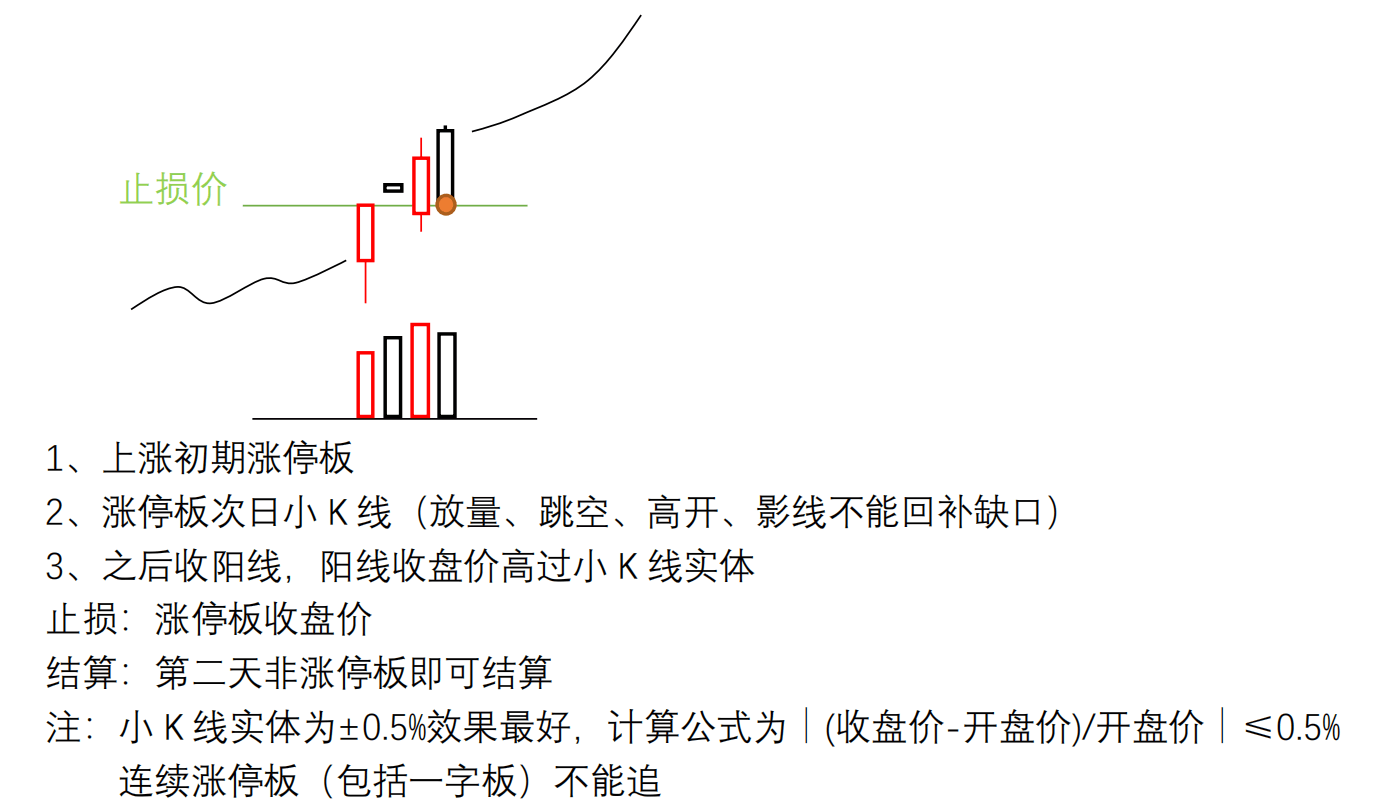 止损价
1、上涨初期涨停板
2、涨停板次日小 K 线（放量、跳空、高开、影线不能回补缺口）
3、之后收阳线，阳线收盘价高过小 K 线实体
止损：涨停板收盘价
结算：第二天非涨停板即可结算
注：小 K 线实体为±0.5%效果最好，计算公式为｜(收盘价-开盘价)/开盘价｜≤0.5%
连续涨停板（包括一字板）不能追